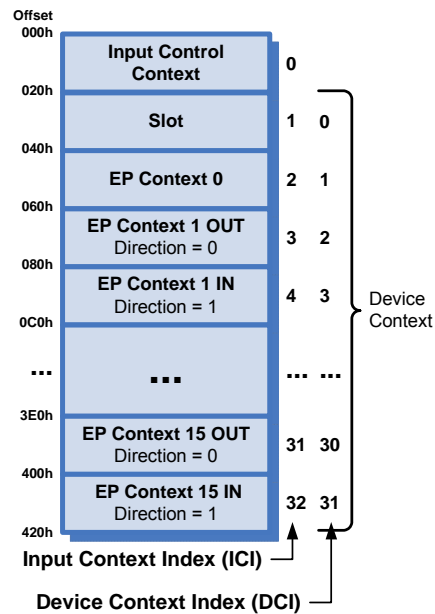 Offset
000h
Input Control
Context
0
020h
Slot
1 0
040h
EP Context 0
2 1
060h
EP Context 1 OUT
Direction = 0
3 2
080h
EP Context 1 IN
Direction = 1
4 3
Device
Context
0C0h
...
...
... ...
3E0h
EP Context 15 OUT
Direction = 0
31 30
400h
EP Context 15 IN
Direction = 1
32 31
420h
Input Context Index (ICI)
Device Context Index (DCI)